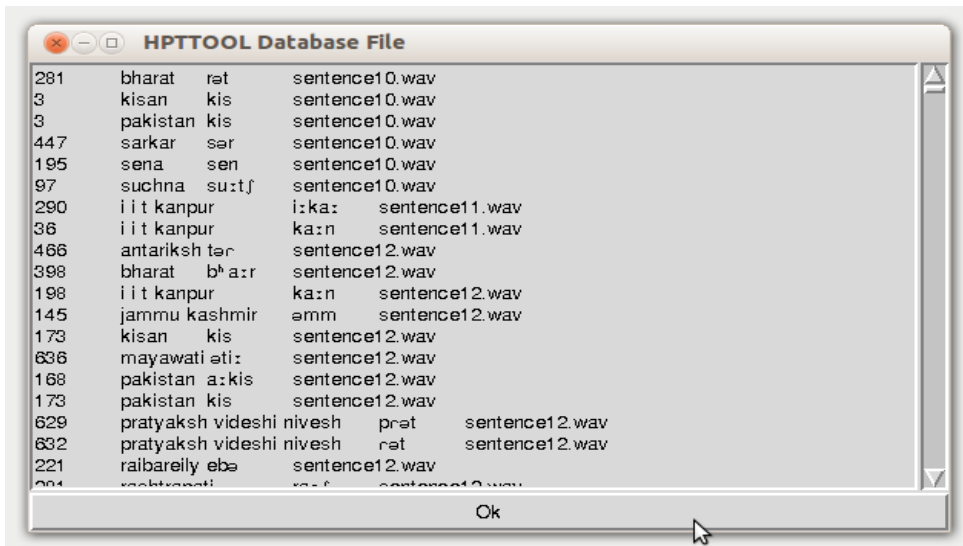 HPTTOOL Database File
281 bharat rət sentence10.wav
3 kisan kis sentence10.wav
3 pakistan kis sentence10.wav
447 sarkar sər sentence10.wav
195 sena sen sentence10.wav
97 suchna suːtʃ sentence10.wav
290 i i t kanpur iːkaː sentence11.wav
36 i i t kanpur kaːn sentence11.wav
466 antariksh tər sentence12.wav
398 bharat bʰaːr sentence12.wav
198 i i t kanpur kaːn sentence12.wav
145 jammu kashmir əmm sentence12.wav
173 kisan kis sentence12.wav
636 mayawati ətiː sentence12.wav
168 pakistan aːkis sentence12.wav
173 pakistan kis sentence12.wav
629 pratyaksh videshi nivesh prət sentence12.wav
632 pratyaksh videshi nivesh rət sentence12.wav
221 raibareily ebə sentence12.wav
Ok